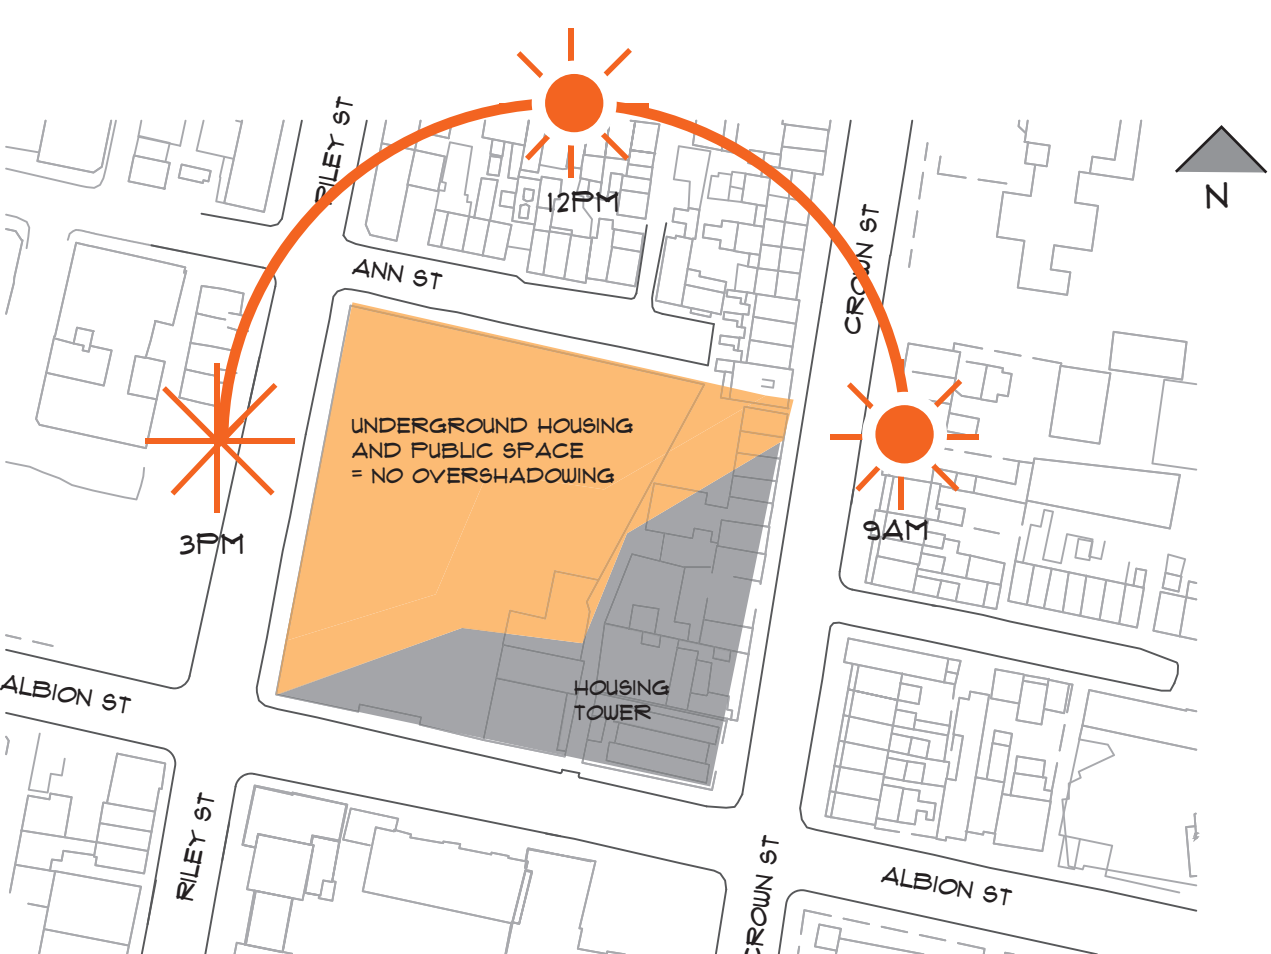 RILEY ST
12PM
N
ANN ST
CROWN ST
UNDERGROUND HOUSING
AND PUBLIC SPACE
= NO OVERSHADOWING
3PM
9AM
ALBION ST
HOUSING
TOWER
RILEY ST
CROWN ST
ALBION ST